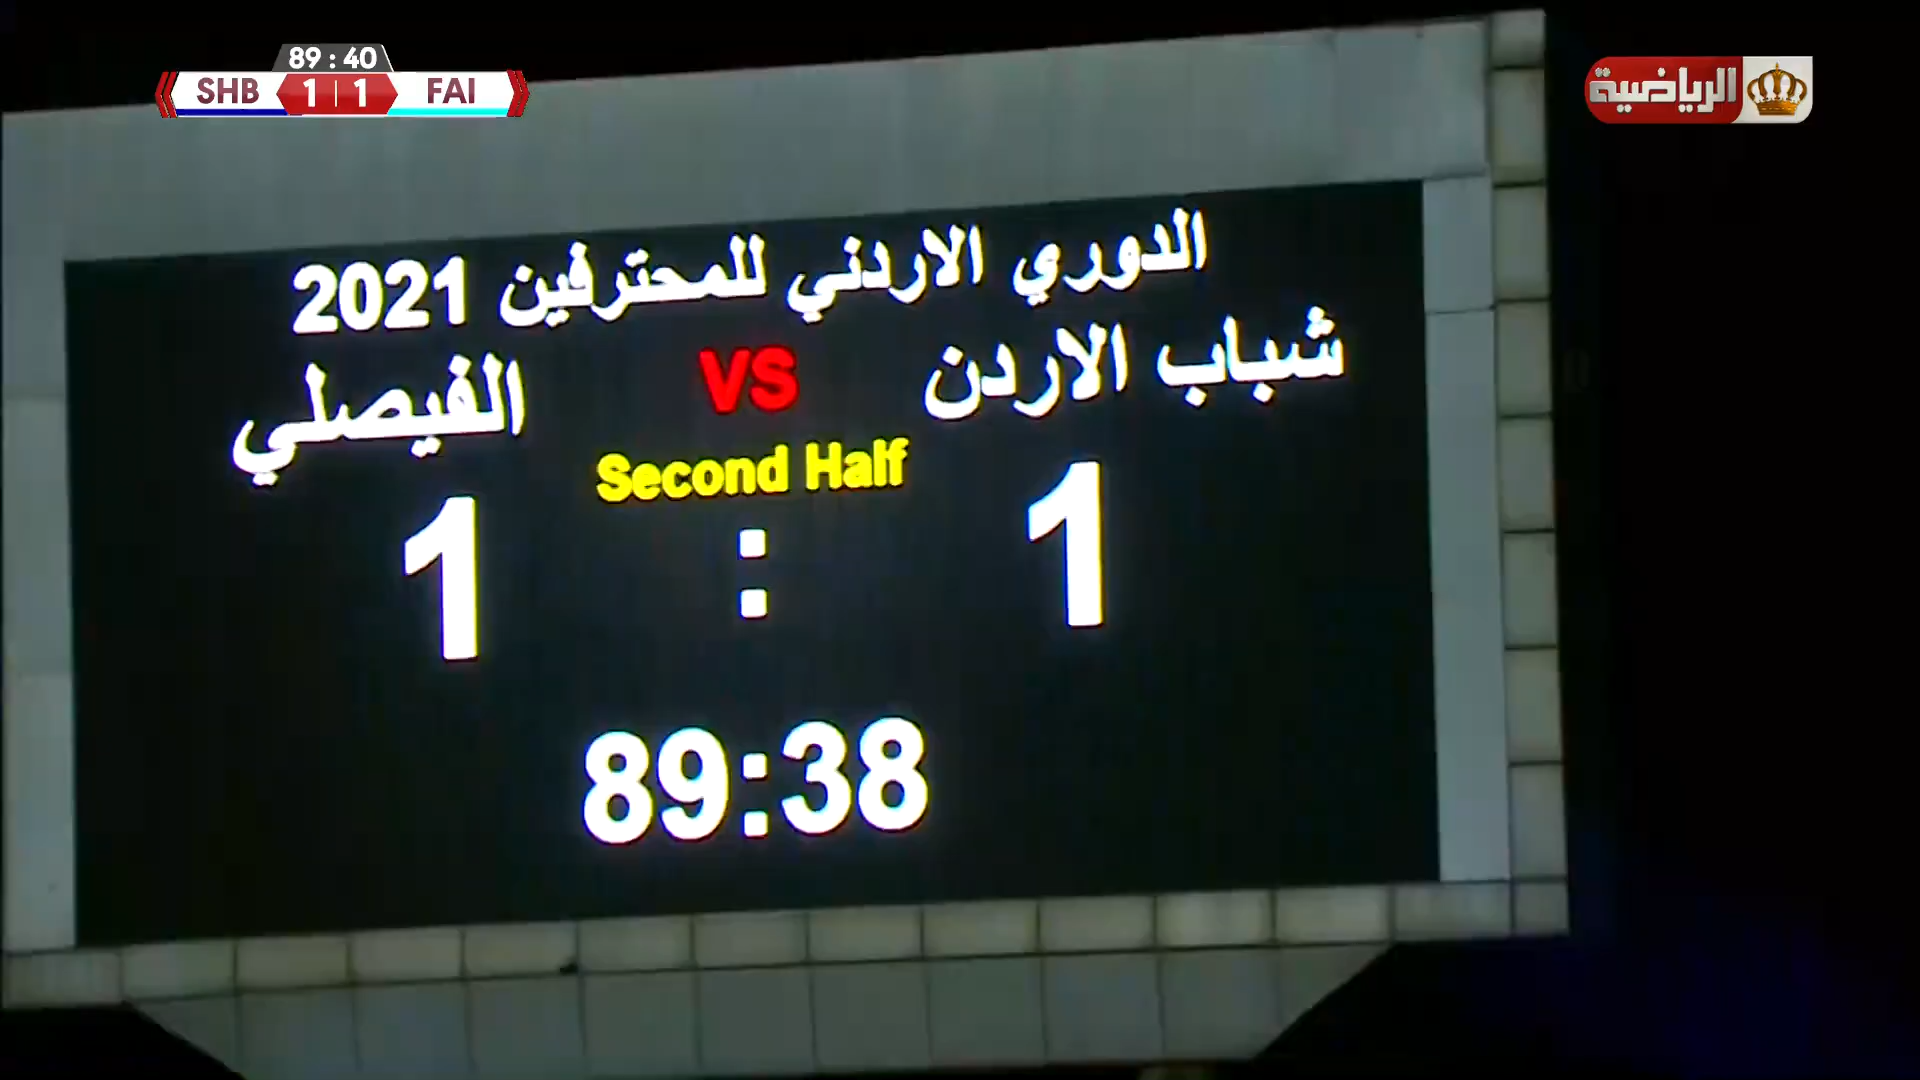 89 : 40
SHB 1 | 1 FAI
الرياضية
الدوري الاردني للمحترفين 2021
شباب الاردن VS الفيصلي
Second Half
1 : 1
89:38